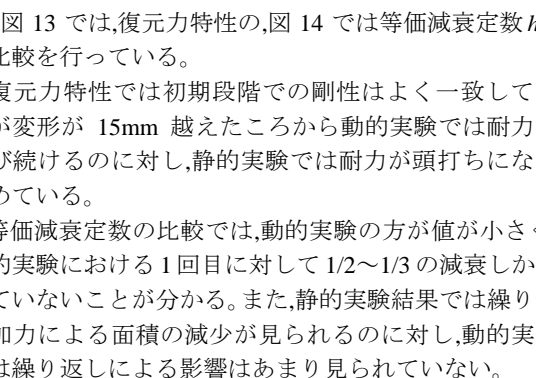 図 13 では,復元力特性の,図 14 では等価減衰定数
比較を行っている。
復元力特性では初期段階での剛性はよく一致して
が変形が 15mm 越えたころから動的実験では耐力
び続けるのに対し,静的実験では耐力が頭打ちにな
めている。
等価減衰定数の比較では,動的実験の方が値が小さ
的実験における 1 回目に対して 1/2〜1/3 の減衰しか
ていないことが分かる。また,静的実験結果では繰り
加力による面積の減少が見られるのに対し,動的実
は繰り返しによる影響はあまり見られていない。